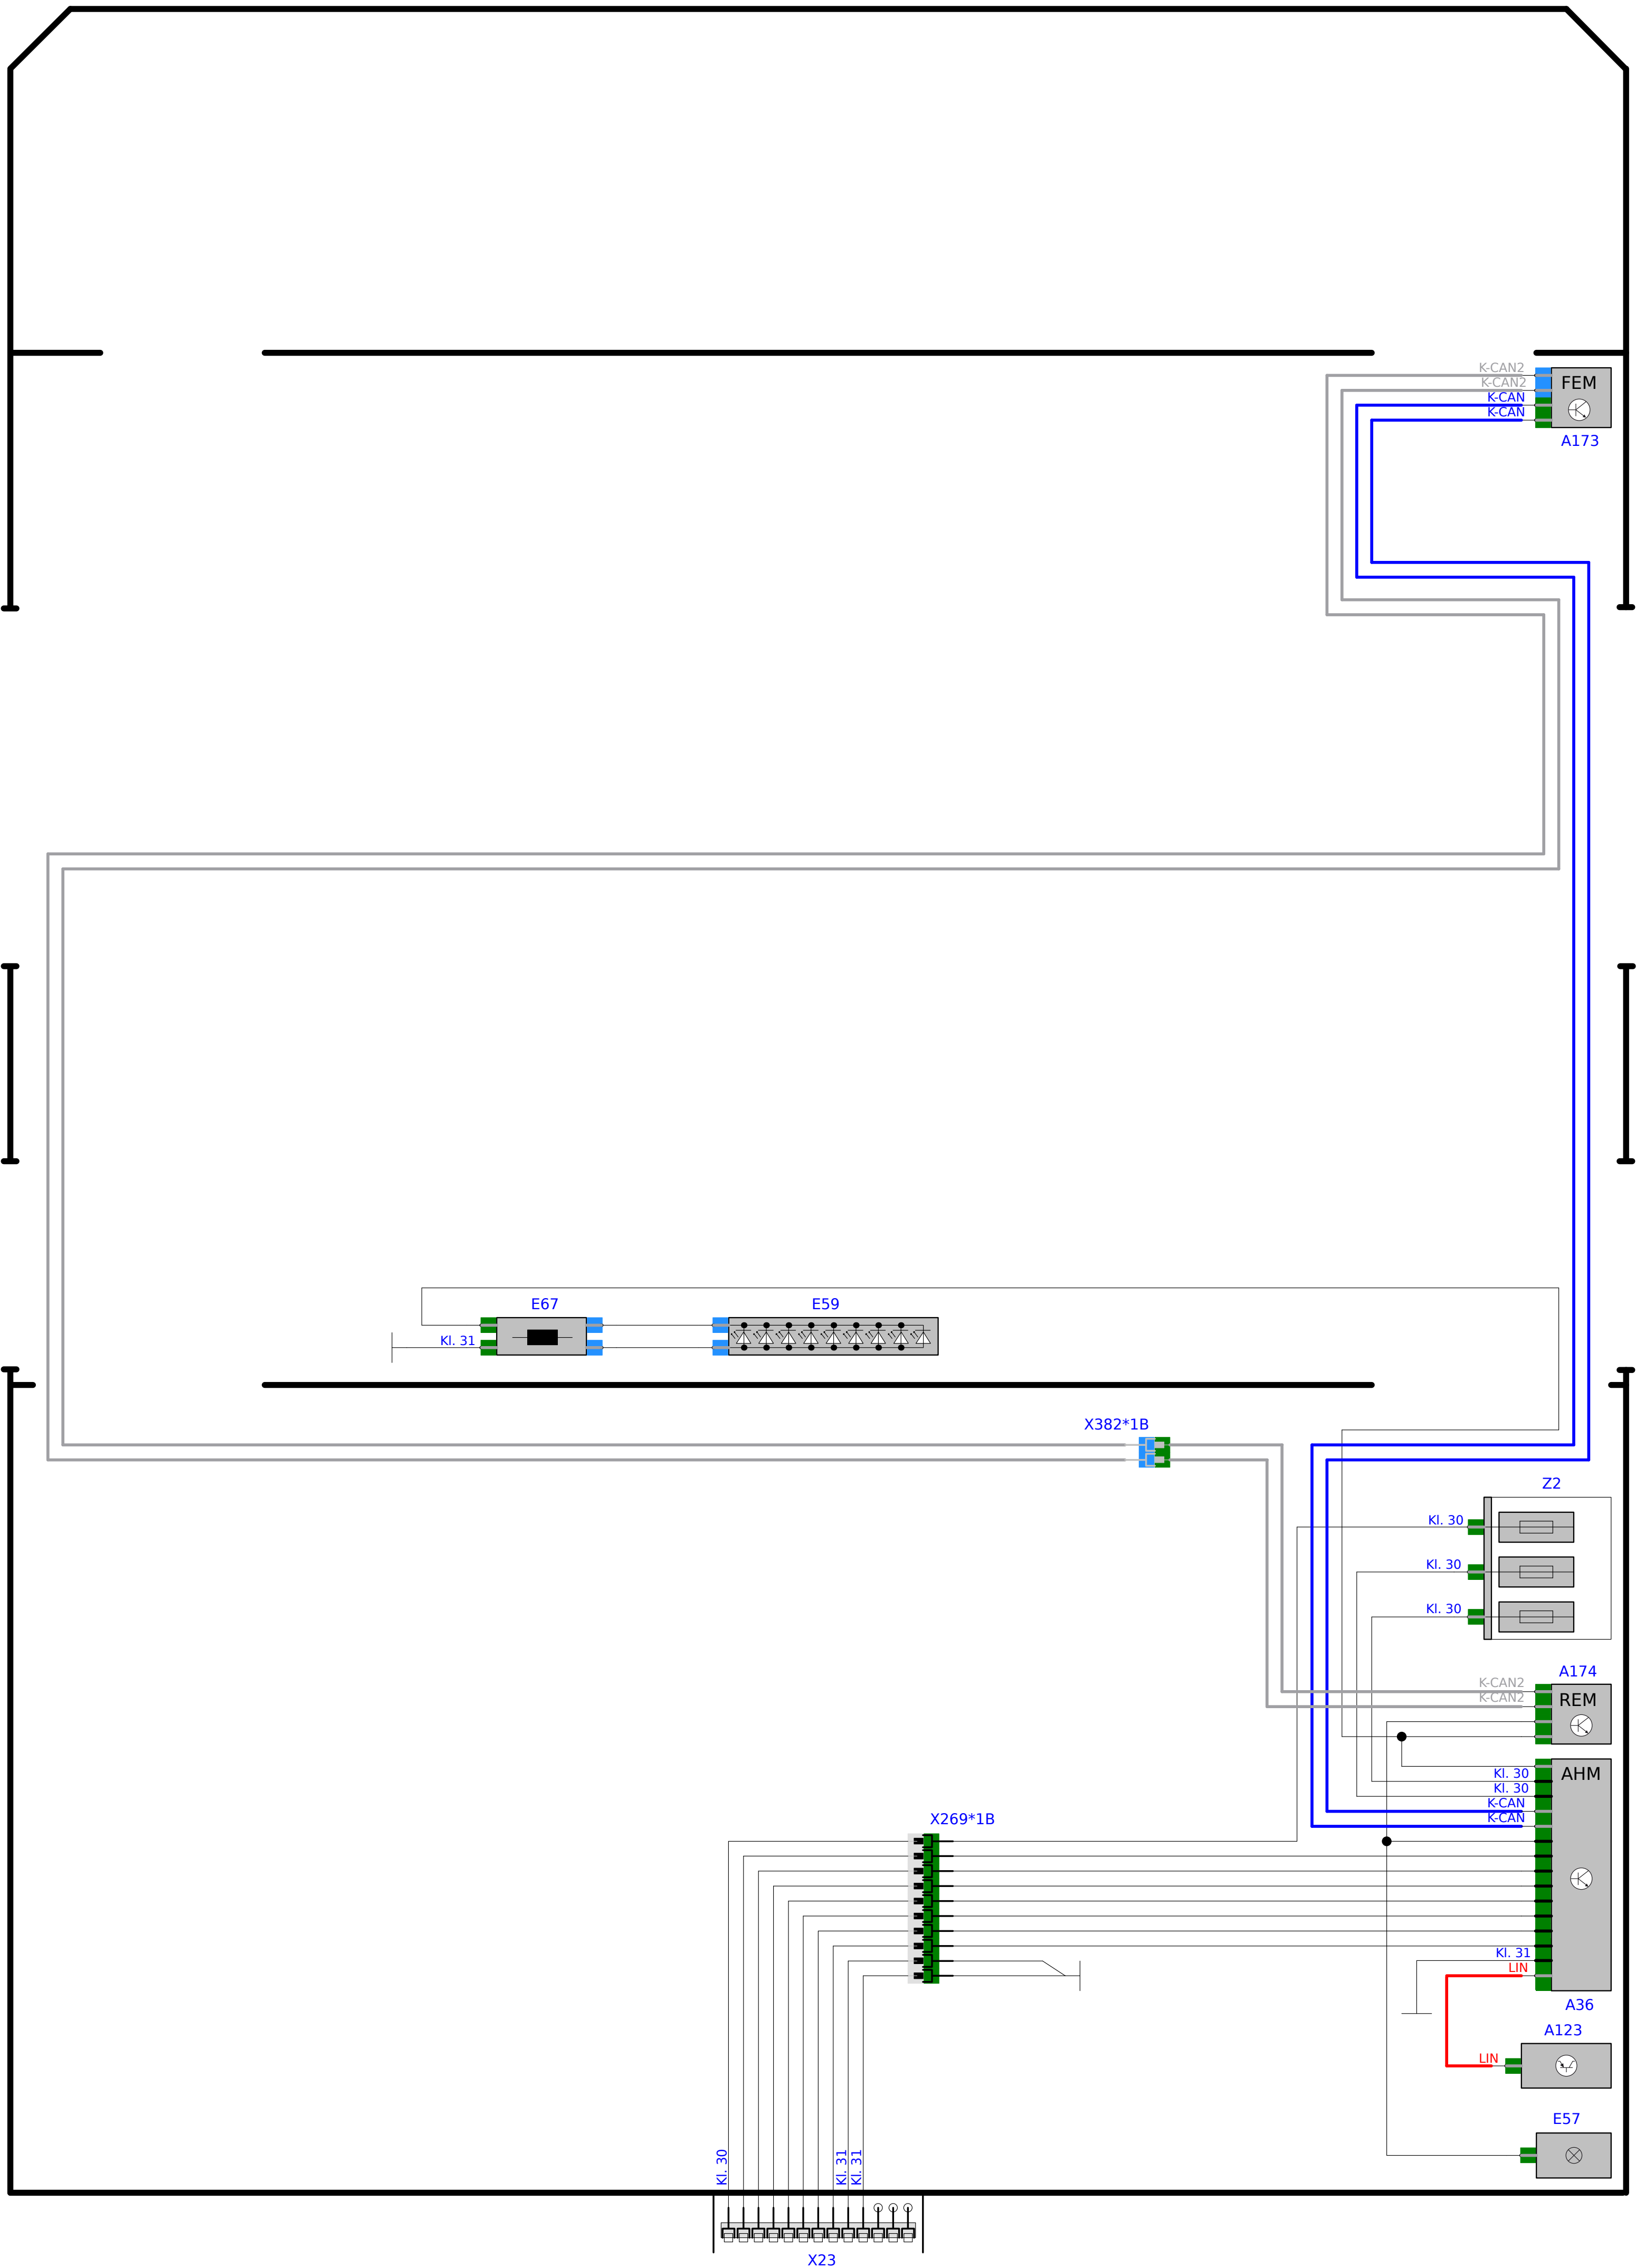 K-CAN2
K-CAN2
K-CAN
K-CAN
FEM
A173
E67
E59
Kl. 31
X382*1B
Z2
Kl. 30
Kl. 30
Kl. 30
A174
K-CAN2
K-CAN2
REM
Kl. 30
Kl. 30
K-CAN
K-CAN
AHM
X269*1B
Kl. 31
LIN
A36
A123
LIN
E57
Kl. 30
Kl. 31
Kl. 31
X23